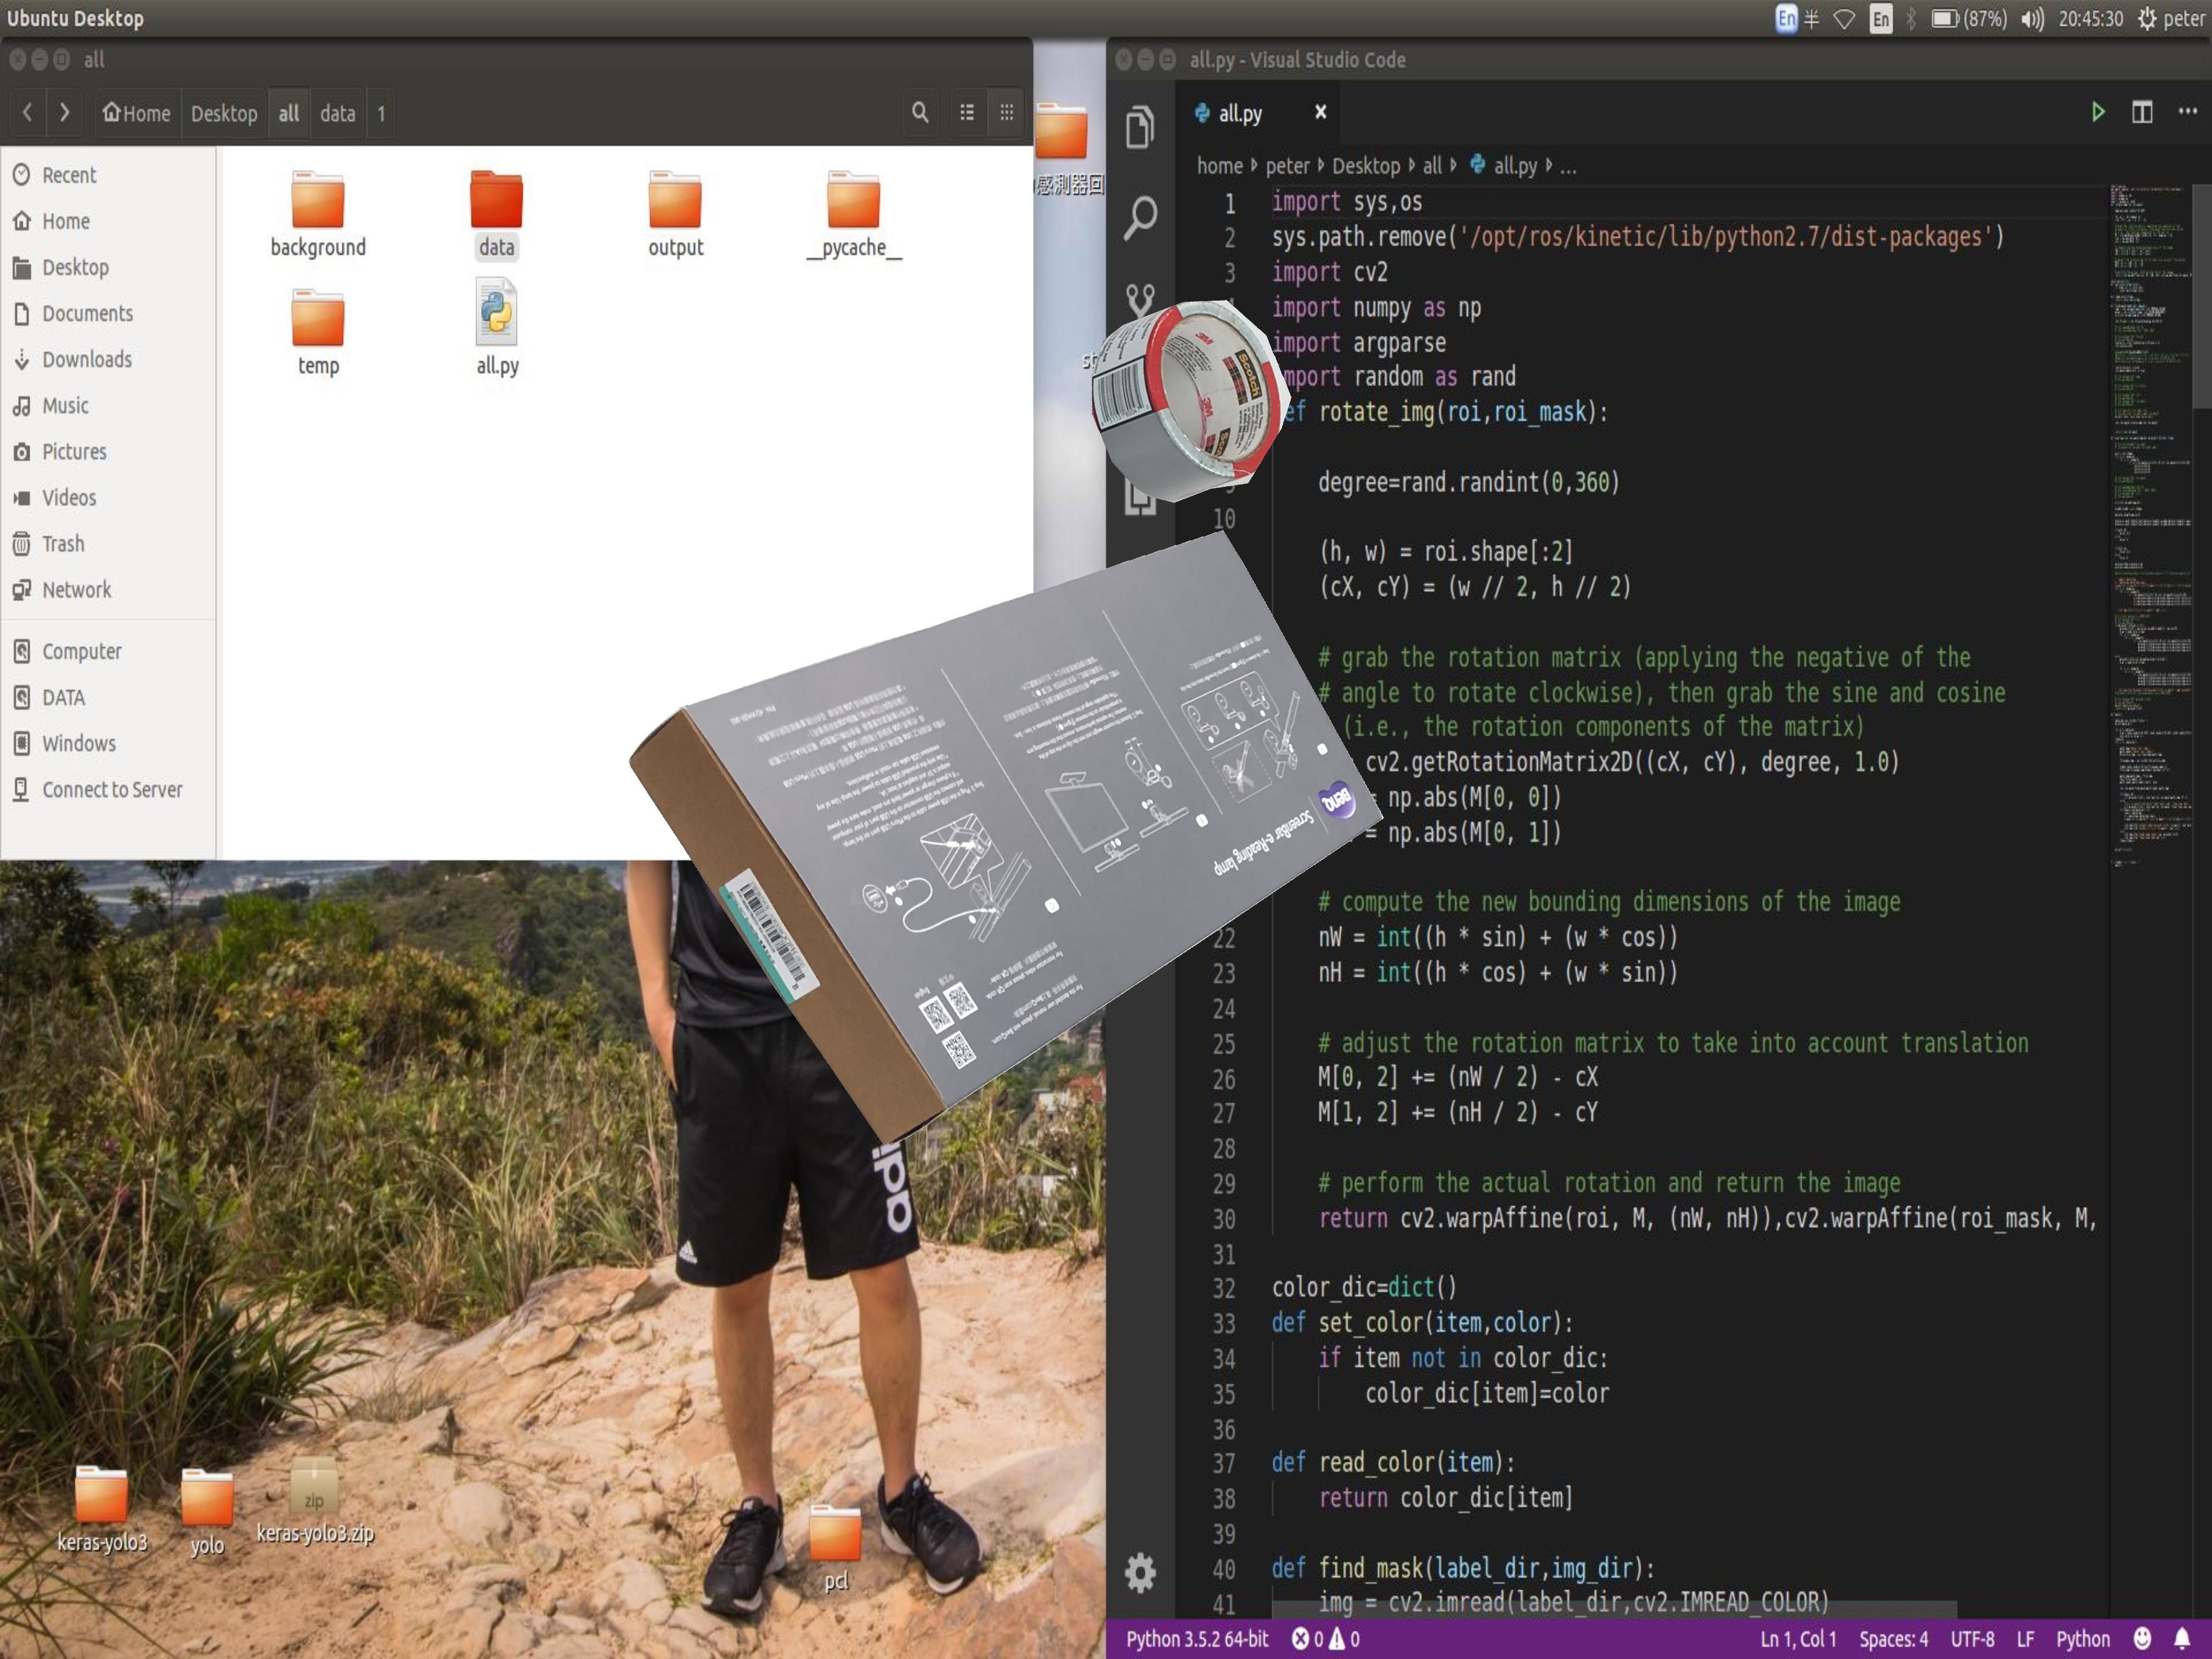 Ubuntu Desktop
En 半 En (87%) 20:45:30 peter
all
Home Desktop all data 1
Recent
Home
Desktop
Documents
Downloads
Music
Pictures
Videos
Trash
Network
Computer
DATA
Windows
Connect to Server
background
data
output
__pycache__
temp
all.py
感測器回
st
keras-yolo3
yolo
zip
keras-yolo3.zip
pcl
adi
adidas
3M
Scotch
3M
BenQ
ScreenBar e-Reading lamp
all.py - Visual Studio Code
all.py
home peter Desktop all all.py ...
1 import sys,os
2 sys.path.remove('/opt/ros/kinetic/lib/python2.7/dist-packages')
3 import cv2
import numpy as np
import argparse
mport random as rand
ef rotate_img(roi,roi_mask):
9 degree=rand.randint(0,360)
10
(h, w) = roi.shape[:2]
(cX, cY) = (w // 2, h // 2)
# grab the rotation matrix (applying the negative of the
# angle to rotate clockwise), then grab the sine and cosine
(i.e., the rotation components of the matrix)
cv2.getRotationMatrix2D((cX, cY), degree, 1.0)
= np.abs(M[0, 0])
= np.abs(M[0, 1])
# compute the new bounding dimensions of the image
22 nW = int((h * sin) + (w * cos))
23 nH = int((h * cos) + (w * sin))
24
25 # adjust the rotation matrix to take into account translation
26 M[0, 2] += (nW / 2) - cX
27 M[1, 2] += (nH / 2) - cY
28
29 # perform the actual rotation and return the image
30 return cv2.warpAffine(roi, M, (nW, nH)),cv2.warpAffine(roi_mask, M,
31
32 color_dic=dict()
33 def set_color(item,color):
34 if item not in color_dic:
35 color_dic[item]=color
36
37 def read_color(item):
38 return color_dic[item]
39
40 def find_mask(label_dir,img_dir):
41 img = cv2.imread(label_dir,cv2.IMREAD_COLOR)
Python 3.5.2 64-bit 0 0 Ln 1, Col 1 Spaces: 4 UTF-8 LF Python